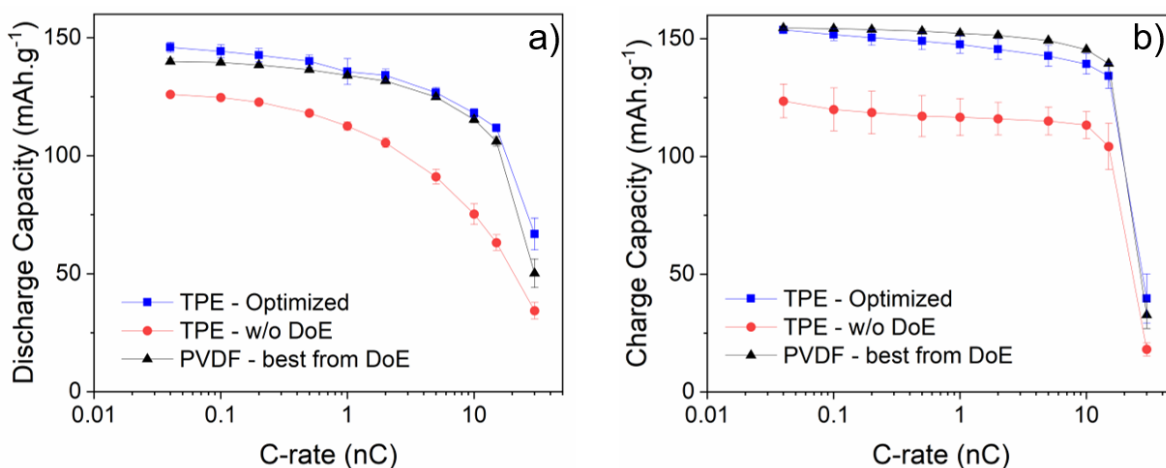 a)
Discharge Capacity (mAh.g⁻¹)
150
100
50
0
TPE - Optimized
TPE - w/o DoE
PVDF - best from DoE
0.01 0.1 1 10
C-rate (nC)
b)
Charge Capacity (mAh.g⁻¹)
150
100
50
0
TPE - Optimized
TPE - w/o DoE
PVDF - best from DoE
0.01 0.1 1 10
C-rate (nC)